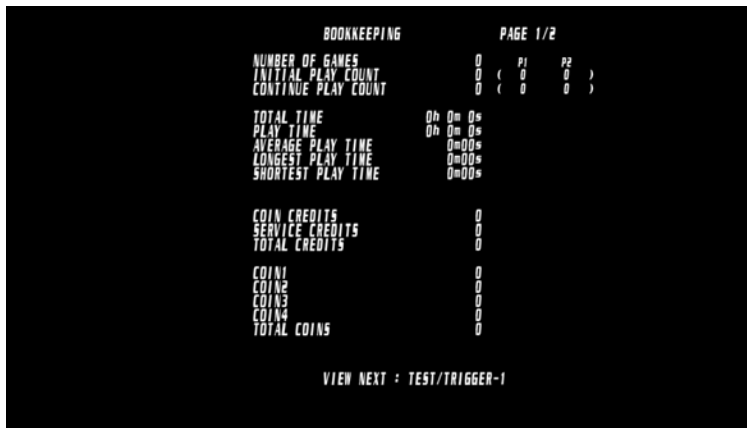 BOOKKEEPING PAGE 1/2
NUMBER OF GAMES 0 P1 P2
INITIAL PLAY COUNT 0 ( 0 0 )
CONTINUE PLAY COUNT 0 ( 0 0 )
TOTAL TIME 0h 0m 0s
PLAY TIME 0h 0m 0s
AVERAGE PLAY TIME 0m00s
LONGEST PLAY TIME 0m00s
SHORTEST PLAY TIME 0m00s
COIN CREDITS 0
SERVICE CREDITS 0
TOTAL CREDITS 0
COIN1 0
COIN2 0
COIN3 0
COIN4 0
TOTAL COINS 0
VIEW NEXT : TEST/TRIGGER-1